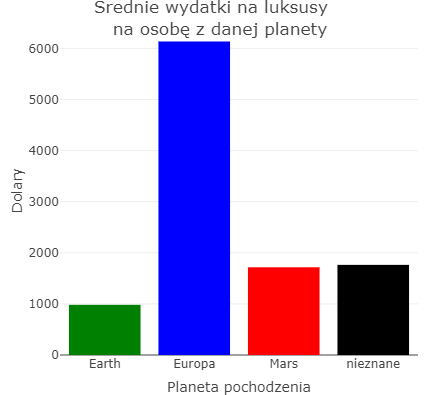 Średnie wydatki na luksusy
na osobę z danej planety
6000
5000
4000
3000
2000
1000
0
Dolary
Earth
Europa
Mars
nieznane
Planeta pochodzenia